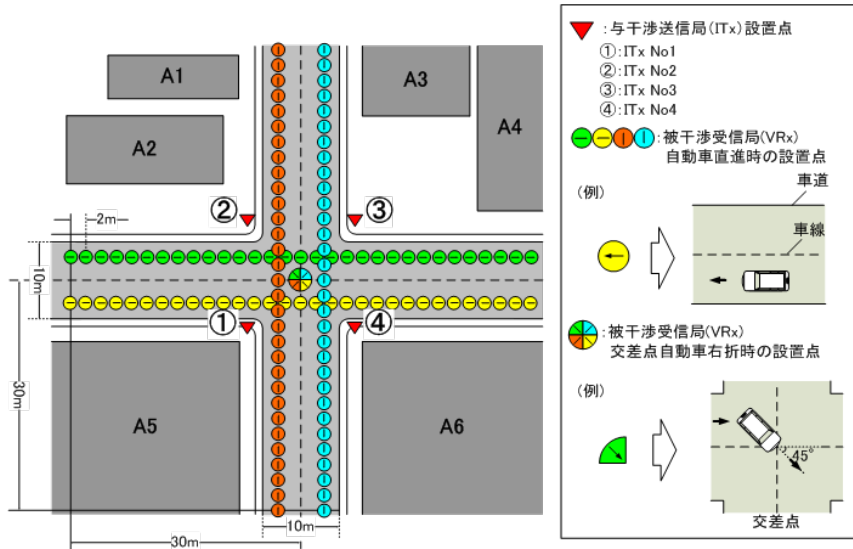 A1
A2
A3
A4
②
③
2m
10m
①
④
30m
A5
A6
10m
30m
：与干渉送信局(ITx)設置点
①：ITx No1
②：ITx No2
③：ITx No3
④：ITx No4
：被干渉受信局(VRx)
自動車直進時の設置点
(例)
車道
車線
：被干渉受信局(VRx)
交差点自動車右折時の設置点
(例)
45°
交差点